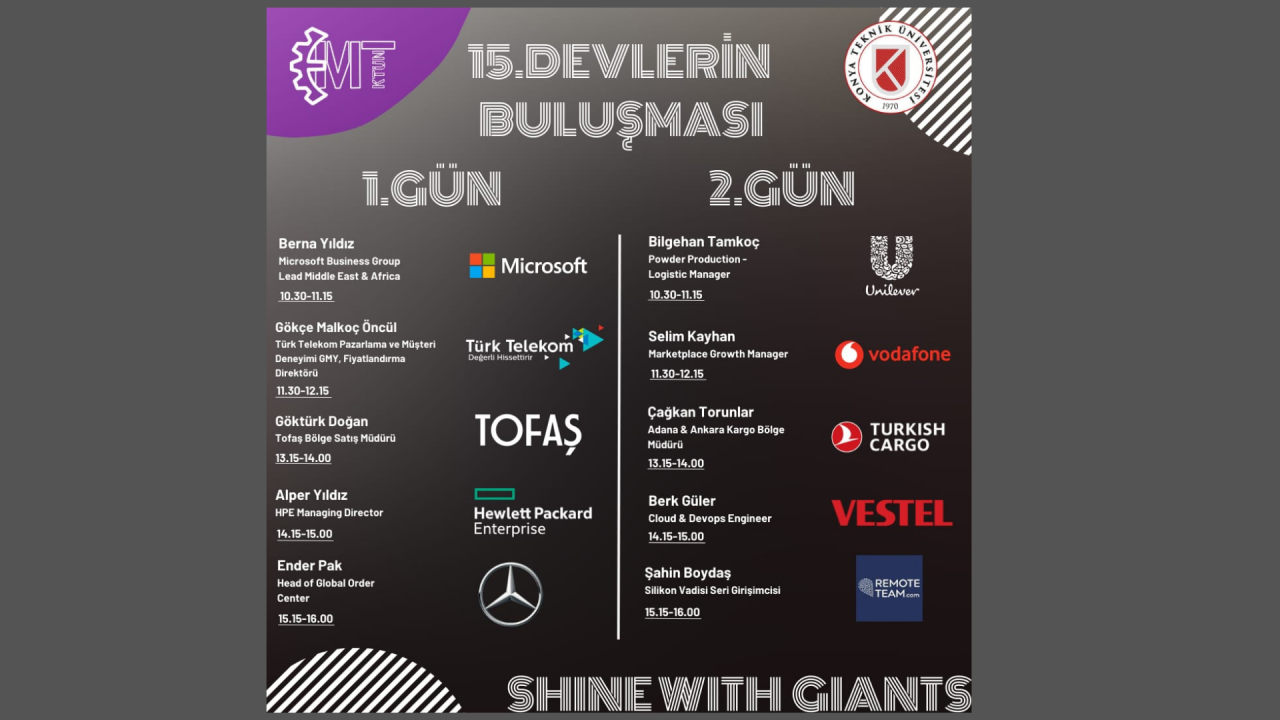 EMT
KTUN
15.DEVLERİN
BULUŞMASI
KONYA TEKNİK ÜNİVERSİTESİ
1970
1.GÜN
Berna Yıldız
Microsoft Business Group
Lead Middle East & Africa
10.30-11.15
Microsoft
Gökçe Malkoç Öncül
Türk Telekom Pazarlama ve Müşteri
Deneyimi GMY, Fiyatlandırma
Direktörü
11.30-12.15
Türk Telekom
Değerli Hissettirir
Göktürk Doğan
Tofaş Bölge Satış Müdürü
13.15-14.00
TOFAŞ
Alper Yıldız
HPE Managing Director
14.15-15.00
Hewlett Packard
Enterprise
Ender Pak
Head of Global Order
Center
15.15-16.00
2.GÜN
Bilgehan Tamkoç
Powder Production -
Logistic Manager
10.30-11.15
Unilever
Selim Kayhan
Marketplace Growth Manager
11.30-12.15
vodafone
Çağkan Torunlar
Adana & Ankara Kargo Bölge
Müdürü
13.15-14.00
TURKISH
CARGO
Berk Güler
Cloud & Devops Engineer
14.15-15.00
VESTEL
Şahin Boydaş
Silikon Vadisi Seri Girişimcisi
15.15-16.00
REMOTE
TEAM.com
SHINE WITH GIANTS